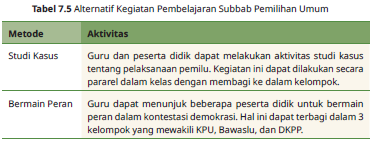 Tabel 7.5 Alternatif Kegiatan Pembelajaran Subbab Pemilihan Umum
Metode Aktivitas
Studi Kasus Guru dan peserta didik dapat melakukan aktivitas studi kasus
tentang pelaksanaan pemilu. Kegiatan ini dapat dilakukan secara
pararel dalam kelas dengan membagi ke dalam kelompok.
Bermain Peran Guru dapat menunjuk beberapa peserta didik untuk bermain
peran dalam kontestasi demokrasi. Hal ini dapat terbagi dalam 3
kelompok yang mewakili KPU, Bawaslu, dan DKPP.